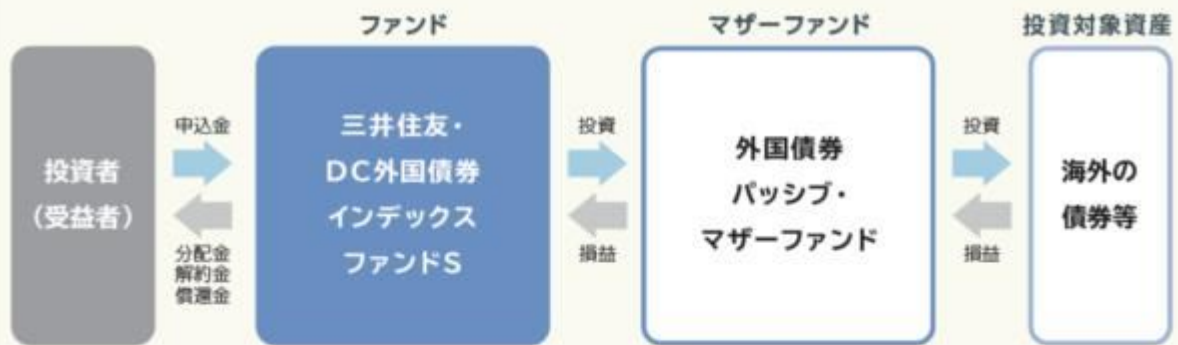 ファンド
マザーファンド
投資対象資産
投資者
（受益者）
申込金
分配金
解約金
償還金
三井住友・
DC外国債券
インデックス
ファンドS
投資
損益
外国債券
パッシブ・
マザーファンド
投資
損益
海外の
債券等